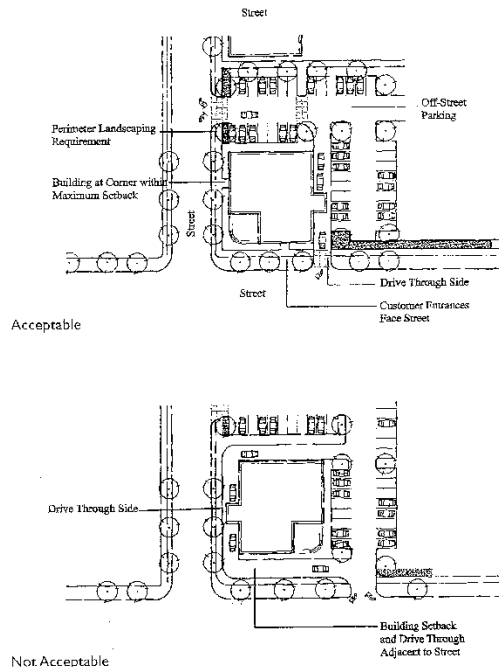 Street
Off-Street
Parking
Perimeter Landscaping
Requirement
Building at Corner within
Maximum Setback
Street
Street
Drive Through Side
Customer Entrances
Face Street
Acceptable
Drive Through Side
Building Setback
and Drive Through
Adjacent to Street
Not Acceptable